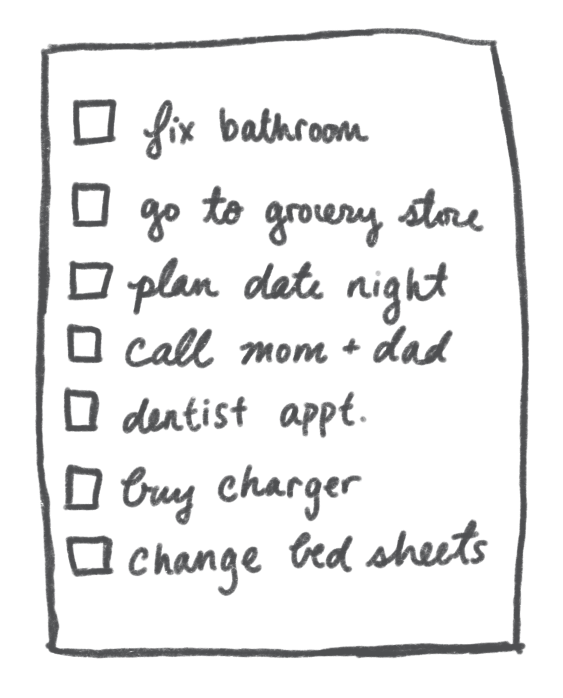 fix bathroom
go to grocery store
plan date night
call mom + dad
dentist appt.
buy charger
change bed sheets